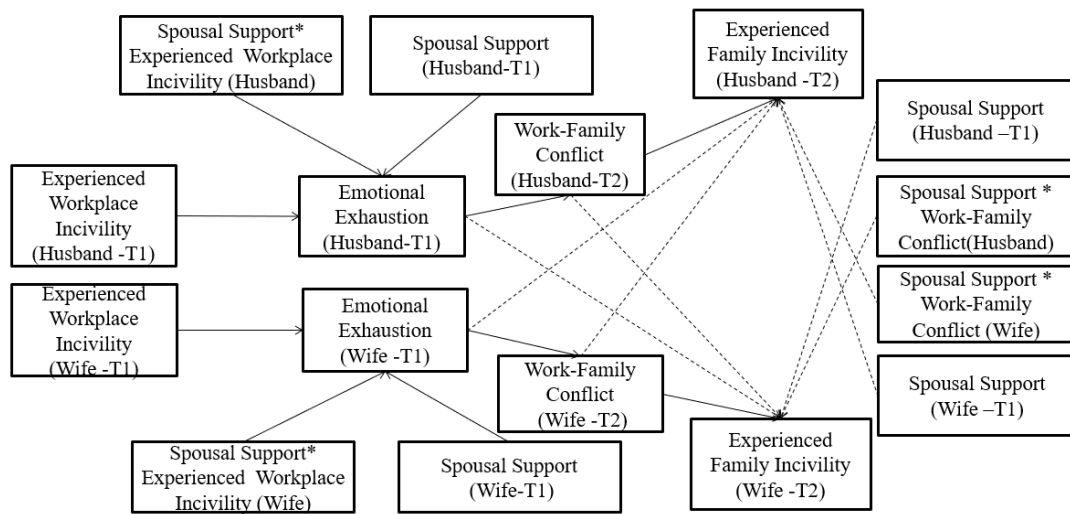 Spousal Support*
Experienced Workplace
Incivility (Husband)
Spousal Support
(Husband-T1)
Experienced
Family Incivility
(Husband -T2)
Spousal Support
(Husband –T1)
Work-Family
Conflict
(Husband-T2)
Experienced
Workplace
Incivility
(Husband -T1)
Emotional
Exhaustion
(Husband-T1)
Spousal Support *
Work-Family
Conflict(Husband)
Spousal Support *
Work-Family
Conflict (Wife)
Experienced
Workplace
Incivility
(Wife -T1)
Emotional
Exhaustion
(Wife -T1)
Work-Family
Conflict
(Wife -T2)
Spousal Support
(Wife –T1)
Spousal Support*
Experienced Workplace
Incivility (Wife)
Spousal Support
(Wife-T1)
Experienced
Family Incivility
(Wife -T2)